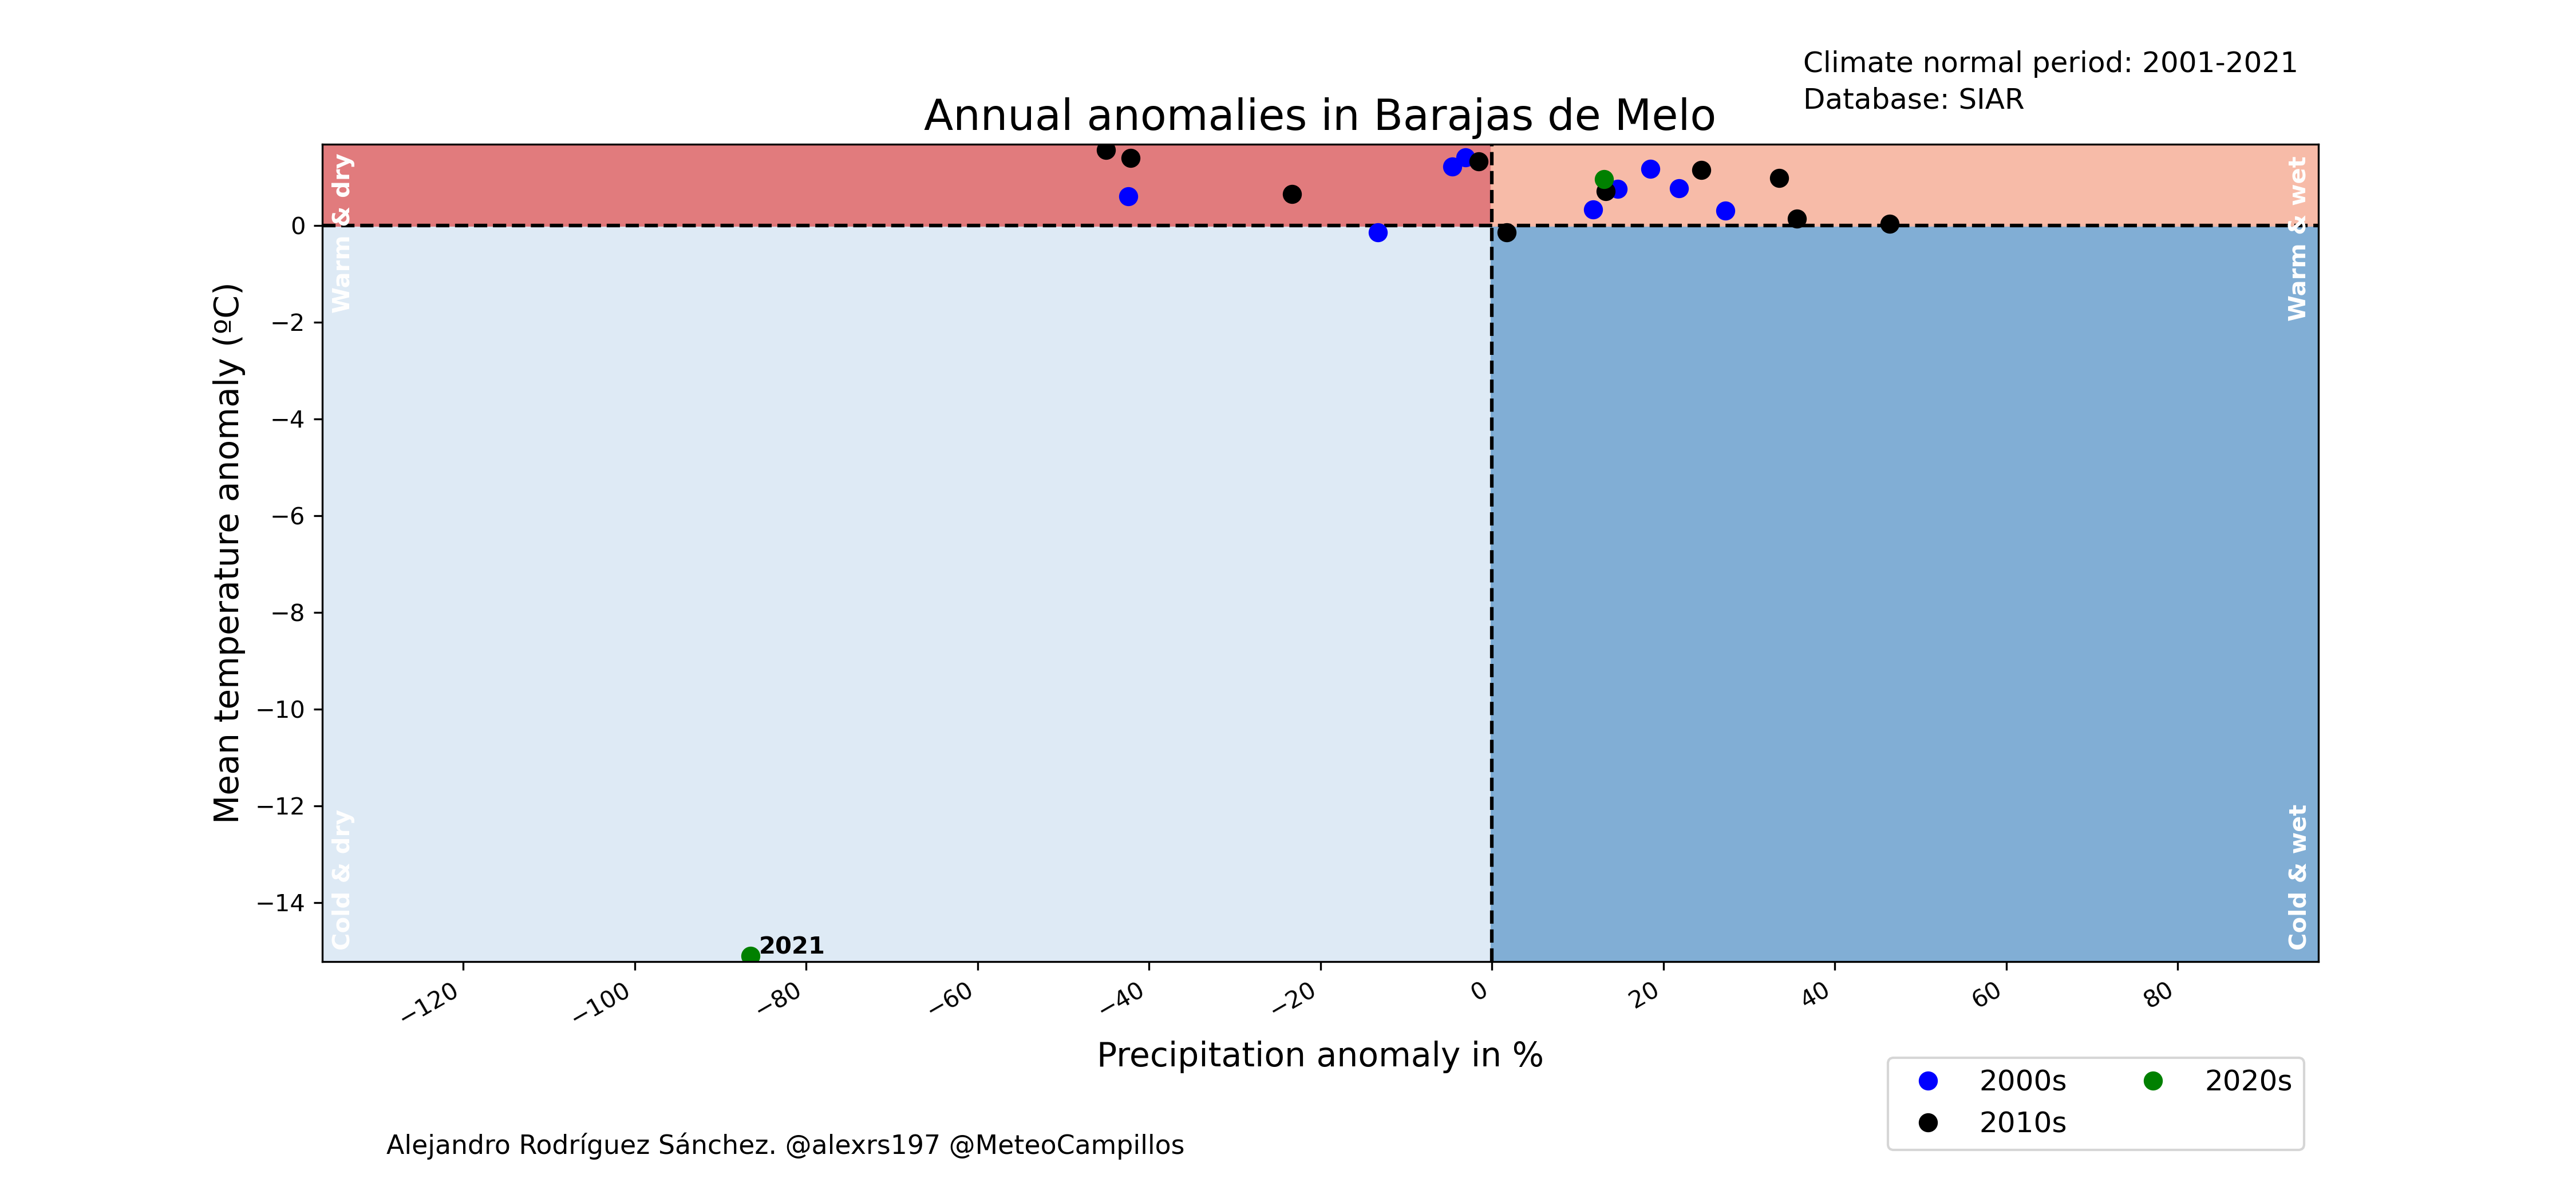 Climate normal period: 2001-2021
Database: SIAR
Annual anomalies in Barajas de Melo
Warm & dry
Warm & wet
Cold & dry
Cold & wet
Mean temperature anomaly (ºC)
0
−2
−4
−6
−8
−10
−12
−14
2021
−120
−100
−80
−60
−40
−20
0
20
40
60
80
Precipitation anomaly in %
2000s
2010s
2020s
Alejandro Rodríguez Sánchez. @alexrs197 @MeteoCampillos